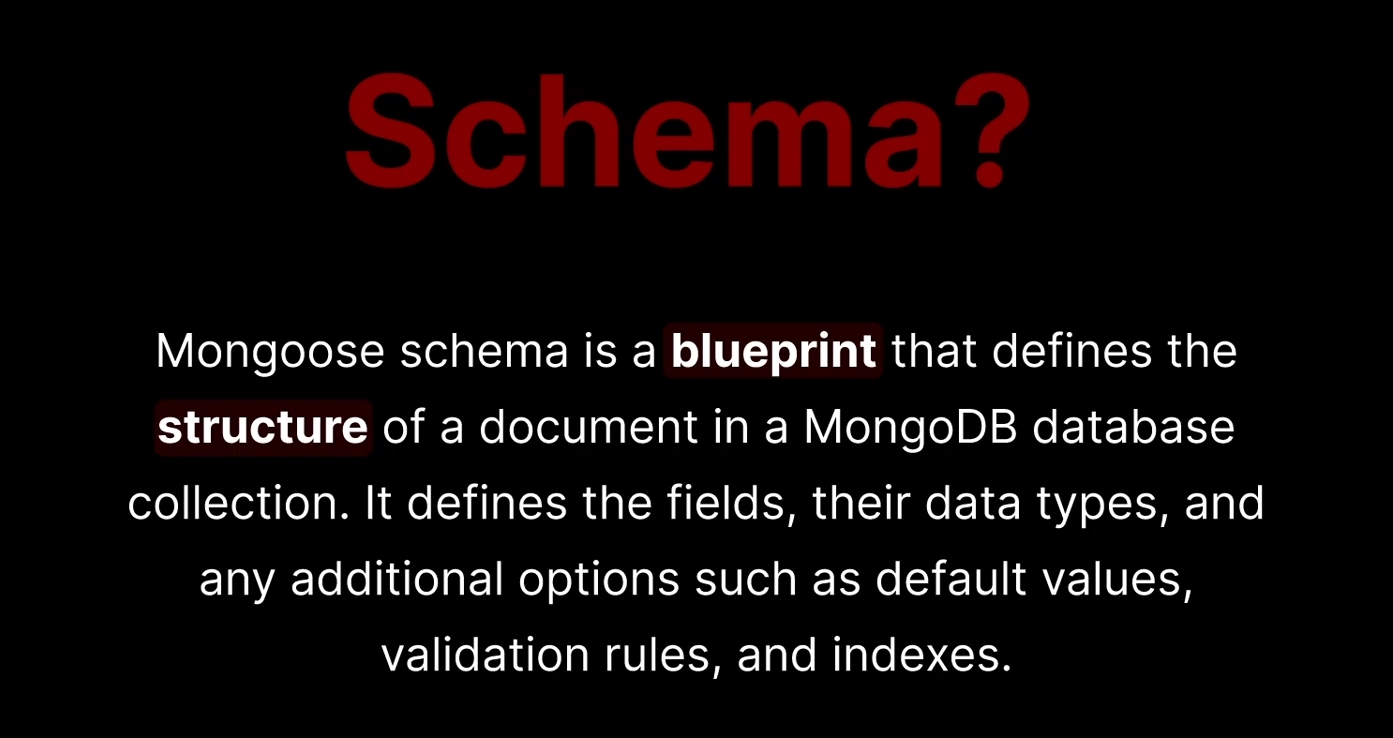 Schema?
Mongoose schema is a blueprint that defines the
structure of a document in a MongoDB database
collection. It defines the fields, their data types, and
any additional options such as default values,
validation rules, and indexes.